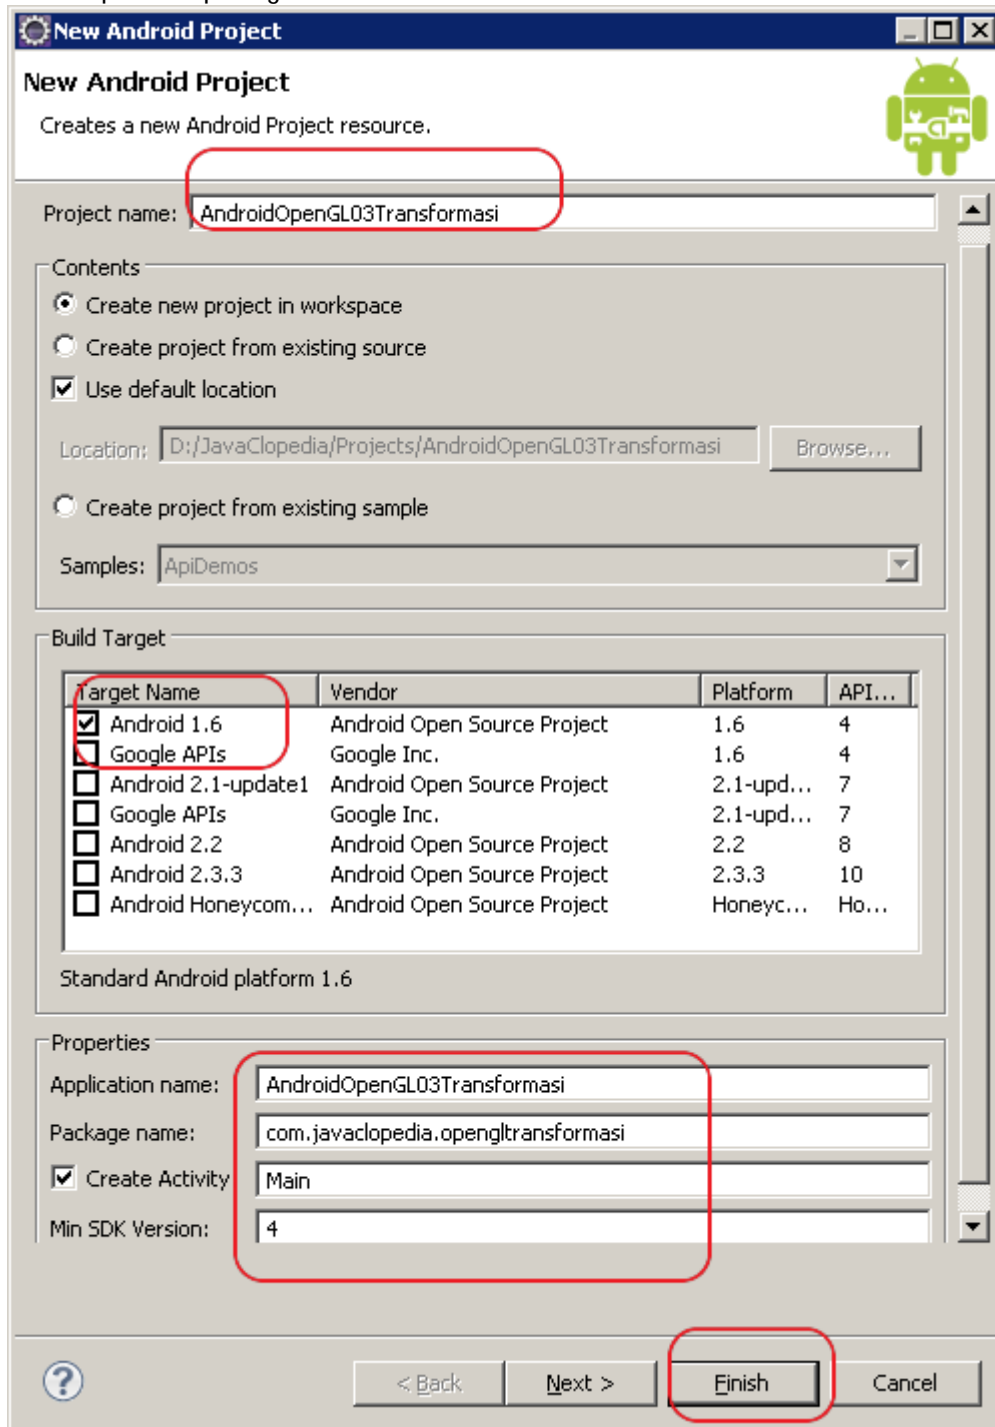 New Android Project
New Android Project
Creates a new Android Project resource.
Project name: AndroidOpenGL03Transformasi
Contents
Create new project in workspace
Create project from existing source
Use default location
Location: D:/JavaClopedia/Projects/AndroidOpenGL03Transformasi Browse...
Create project from existing sample
Samples: ApiDemos
Build Target
Target Name Vendor Platform API...
Android 1.6 Android Open Source Project 1.6 4
Google APIs Google Inc. 1.6 4
Android 2.1-update1 Android Open Source Project 2.1-upd... 7
Google APIs Google Inc. 2.1-upd... 7
Android 2.2 Android Open Source Project 2.2 8
Android 2.3.3 Android Open Source Project 2.3.3 10
Android Honeycom... Android Open Source Project Honeyc... Ho...
Standard Android platform 1.6
Properties
Application name: AndroidOpenGL03Transformasi
Package name: com.javaclopedia.opengltransformasi
Create Activity Main
Min SDK Version: 4
< Back Next > Finish Cancel